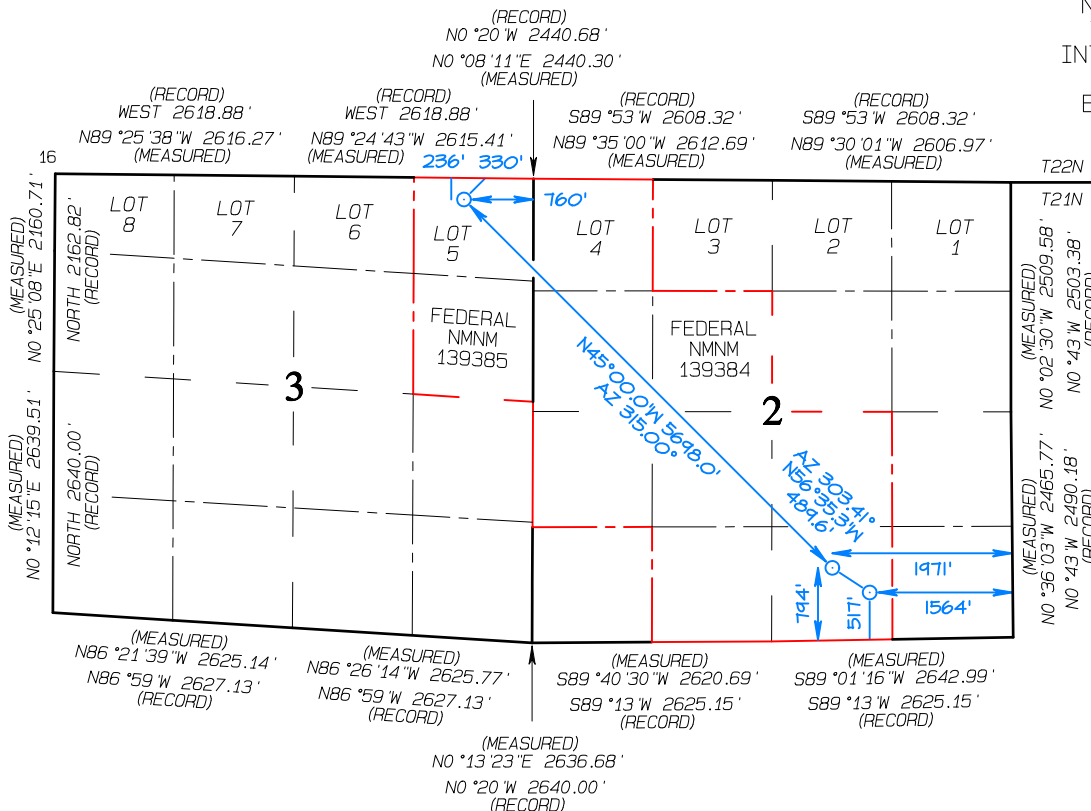 (RECORD)
N0°20'W 2440.68'
N0°08'11"E 2440.30'
(MEASURED)
N
INT
E
(RECORD)
WEST 2618.88'
N89°25'38"W 2616.27'
(MEASURED)
(RECORD)
WEST 2618.88'
N89°24'43"W 2615.41'
(MEASURED)
(RECORD)
S89°53'W 2608.32'
N89°35'00"W 2612.69'
(MEASURED)
(RECORD)
S89°53'W 2608.32'
N89°30'01"W 2606.97'
(MEASURED)
16
236' 330'
760'
T22N
T21N
LOT 8
LOT 7
LOT 6
LOT 5
LOT 4
LOT 3
LOT 2
LOT 1
(MEASURED)
N0°25'08"E 2160.71'
NORTH 2162.82'
(RECORD)
(MEASURED)
N0°02'30"W 2509.58'
N0°43'W 2503.38'
(RECORD)
FEDERAL
NMNM
139385
FEDERAL
NMNM
139384
3
2
N45°00.0'W 5698.0'
AZ 315.00°
AZ 303.41°
N56°35.3'W
489.6'
(MEASURED)
N0°12'15"E 2639.51'
NORTH 2640.00'
(RECORD)
(MEASURED)
N0°36'03"W 2465.77'
N0°43'W 2490.18'
(RECORD)
1971'
794'
517'
1564'
(MEASURED)
N86°21'39"W 2625.14'
N86°59'W 2627.13'
(RECORD)
(MEASURED)
N86°26'14"W 2625.77'
N86°59'W 2627.13'
(RECORD)
(MEASURED)
S89°40'30"W 2620.69'
S89°13'W 2625.15'
(RECORD)
(MEASURED)
S89°01'16"W 2642.99'
S89°13'W 2625.15'
(RECORD)
(MEASURED)
N0°13'23"E 2636.68'
N0°20'W 2640.00'
(RECORD)